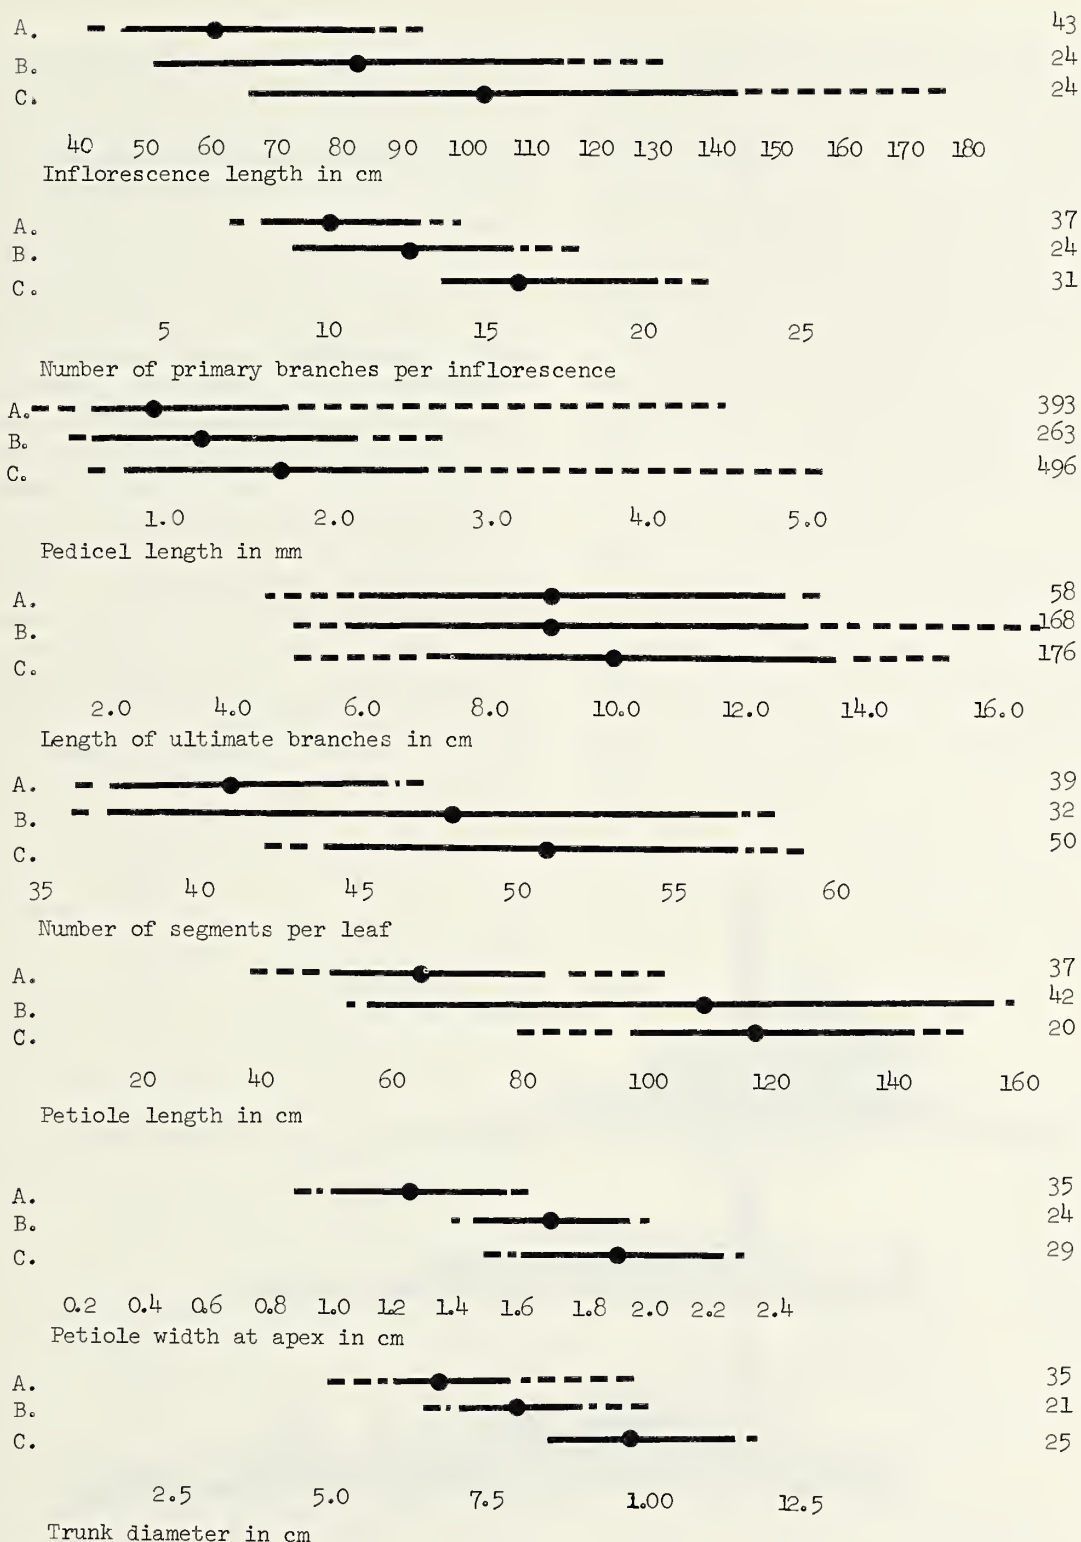 A. 43
B. 24
C. 24
40 50 60 70 80 90 100 110 120 130 140 150 160 170 180
Inflorescence length in cm
A. 37
B. 24
C. 31
5 10 15 20 25
Number of primary branches per inflorescence
A. 393
B. 263
C. 496
1.0 2.0 3.0 4.0 5.0
Pedicel length in mm
A. 58
B. 168
C. 176
2.0 4.0 6.0 8.0 10.0 12.0 14.0 16.0
Length of ultimate branches in cm
A. 39
B. 32
C. 50
35 40 45 50 55 60
Number of segments per leaf
A. 37
B. 42
C. 20
20 40 60 80 100 120 140 160
Petiole length in cm
A. 35
B. 24
C. 29
0.2 0.4 0.6 0.8 1.0 1.2 1.4 1.6 1.8 2.0 2.2 2.4
Petiole width at apex in cm
A. 35
B. 21
C. 25
2.5 5.0 7.5 1.00 12.5
Trunk diameter in cm